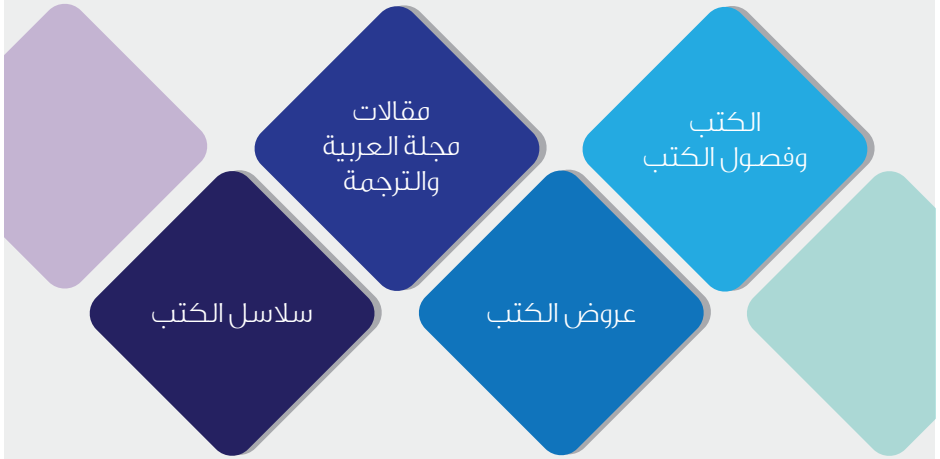 الكتب
وفصول الكتب
مقالات
مجلة العربية
والترجمة
عروض الكتب
سلاسل الكتب